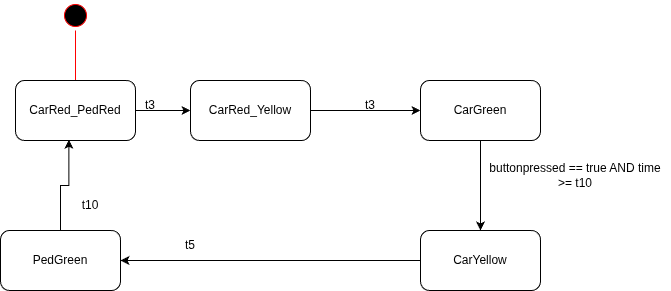 CarRed_PedRed
t3
CarRed_Yellow
t3
CarGreen
buttonpressed == true AND time
>= t10
t10
t5
PedGreen
CarYellow